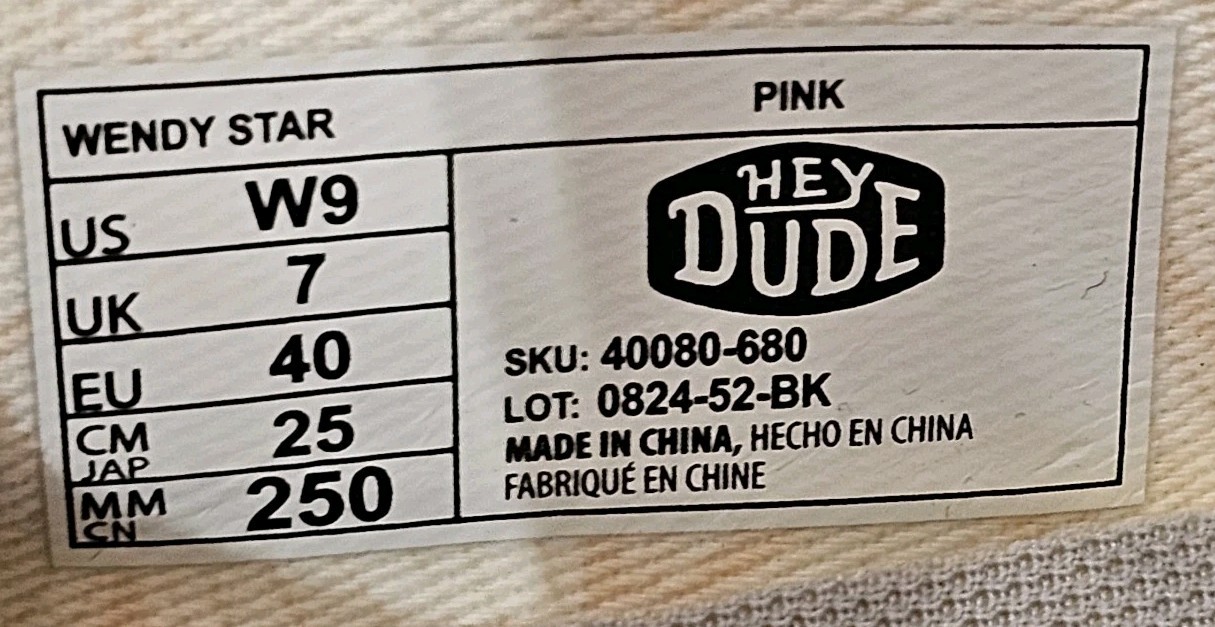 WENDY STAR PINK
US W9
UK 7
EU 40
CM JAP 25
MM CN 250
HEY
DUDE
SKU: 40080-680
LOT: 0824-52-BK
MADE IN CHINA, HECHO EN CHINA
FABRIQUÉ EN CHINE